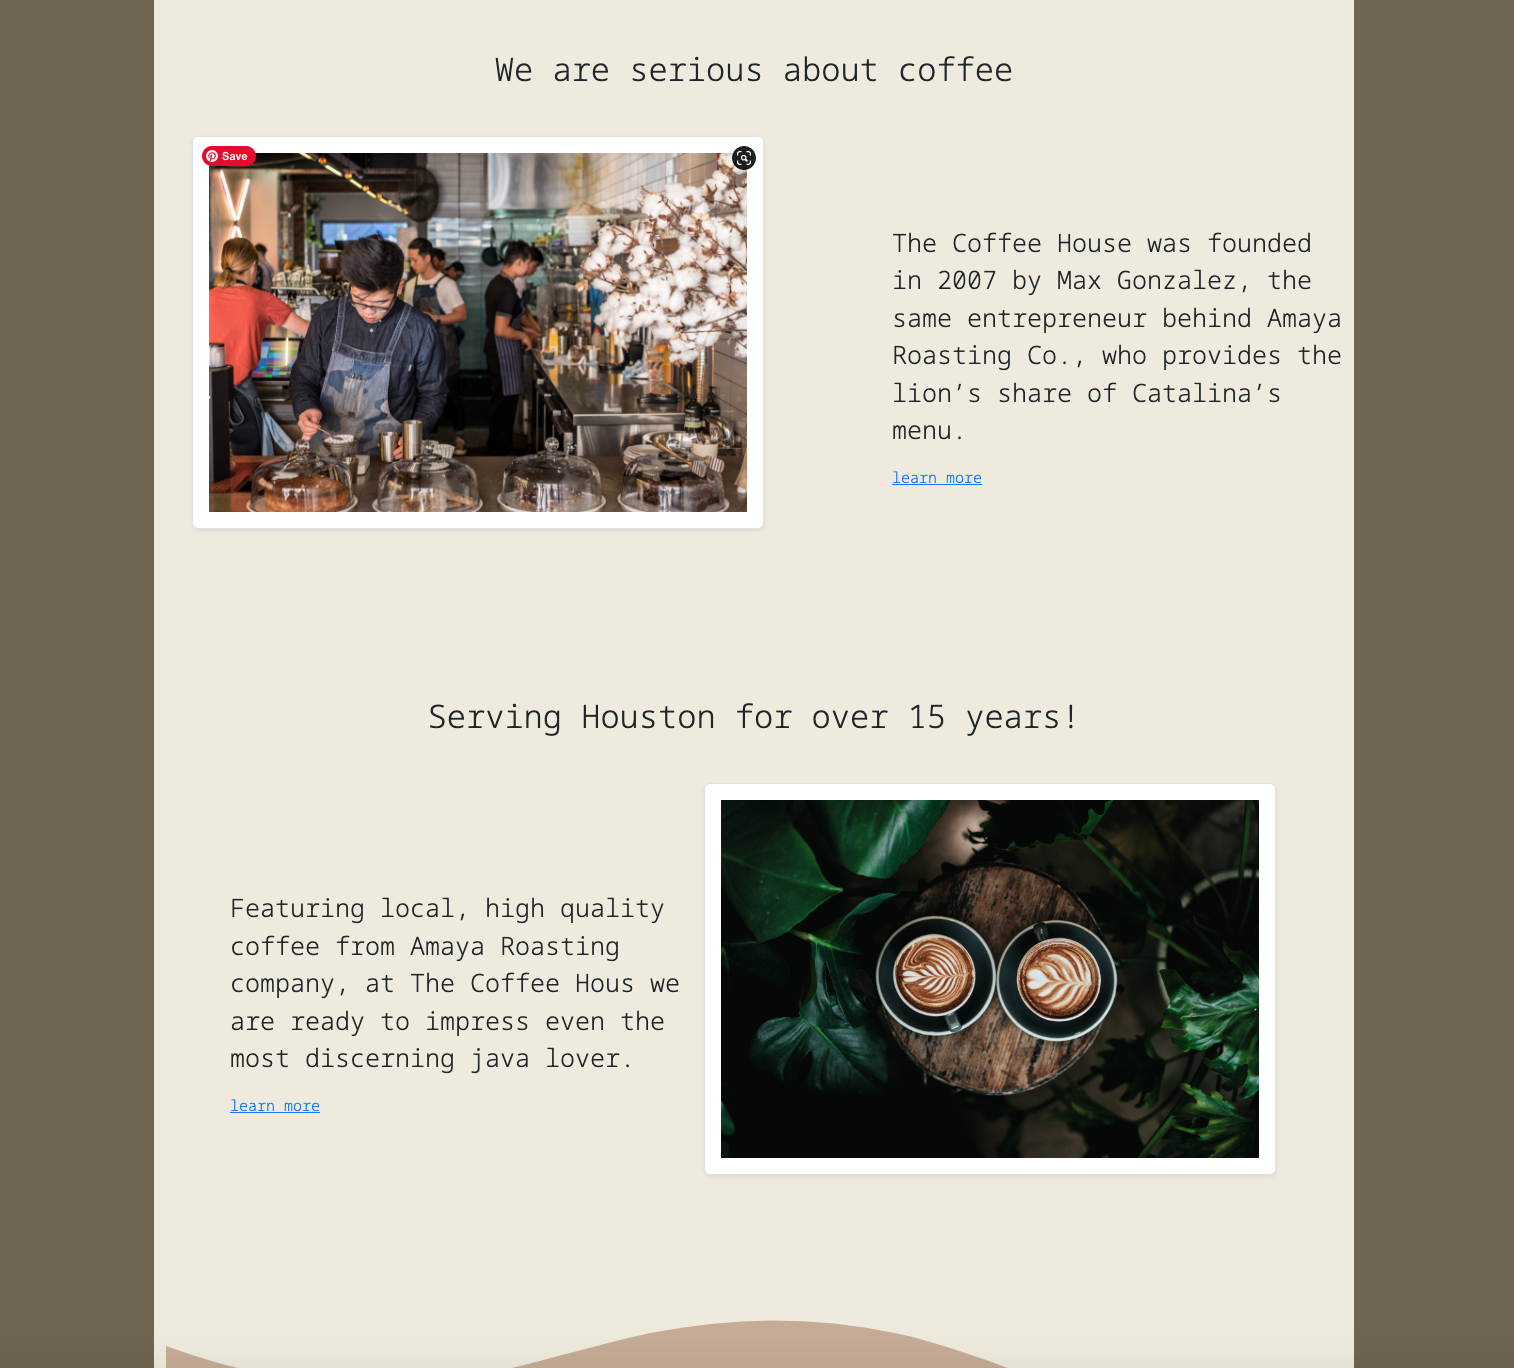 We are serious about coffee
Save
The Coffee House was founded
in 2007 by Max Gonzalez, the
same entrepreneur behind Amaya
Roasting Co., who provides the
lion’s share of Catalina’s
menu.
learn more
Serving Houston for over 15 years!
Featuring local, high quality
coffee from Amaya Roasting
company, at The Coffee Hous we
are ready to impress even the
most discerning java lover.
learn more